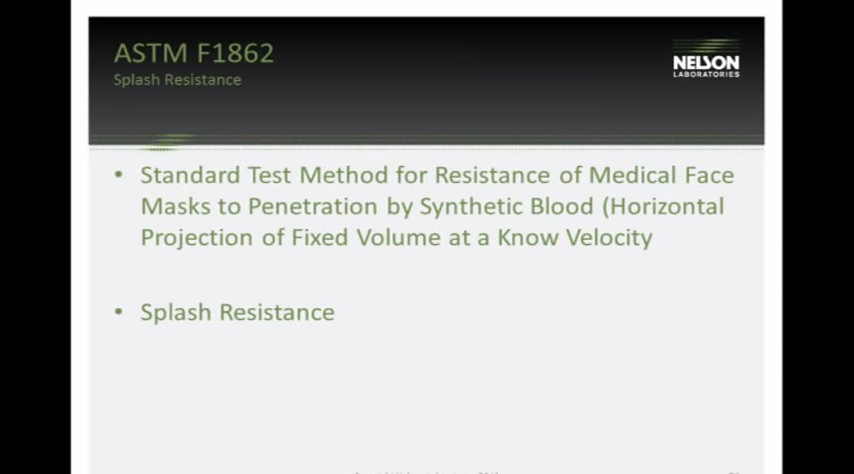 ASTM F1862
Splash Resistance
NELSON
LABORATORIES
• Standard Test Method for Resistance of Medical Face
Masks to Penetration by Synthetic Blood (Horizontal
Projection of Fixed Volume at a Know Velocity
• Splash Resistance